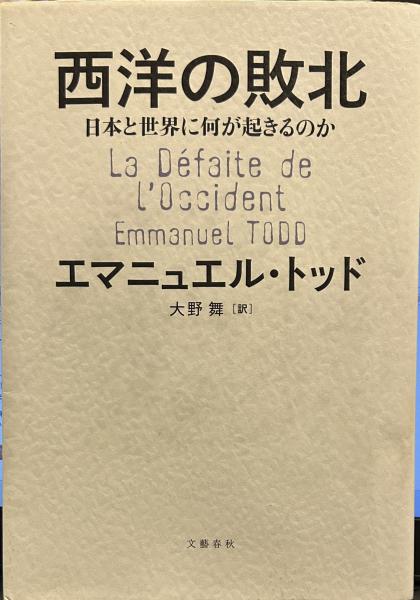 西洋の敗北
日本と世界に何が起きるのか
La Défaite de
l'Occident
Emmanuel TODD
エマニュエル・トッド
大野 舞 [訳]
文藝春秋